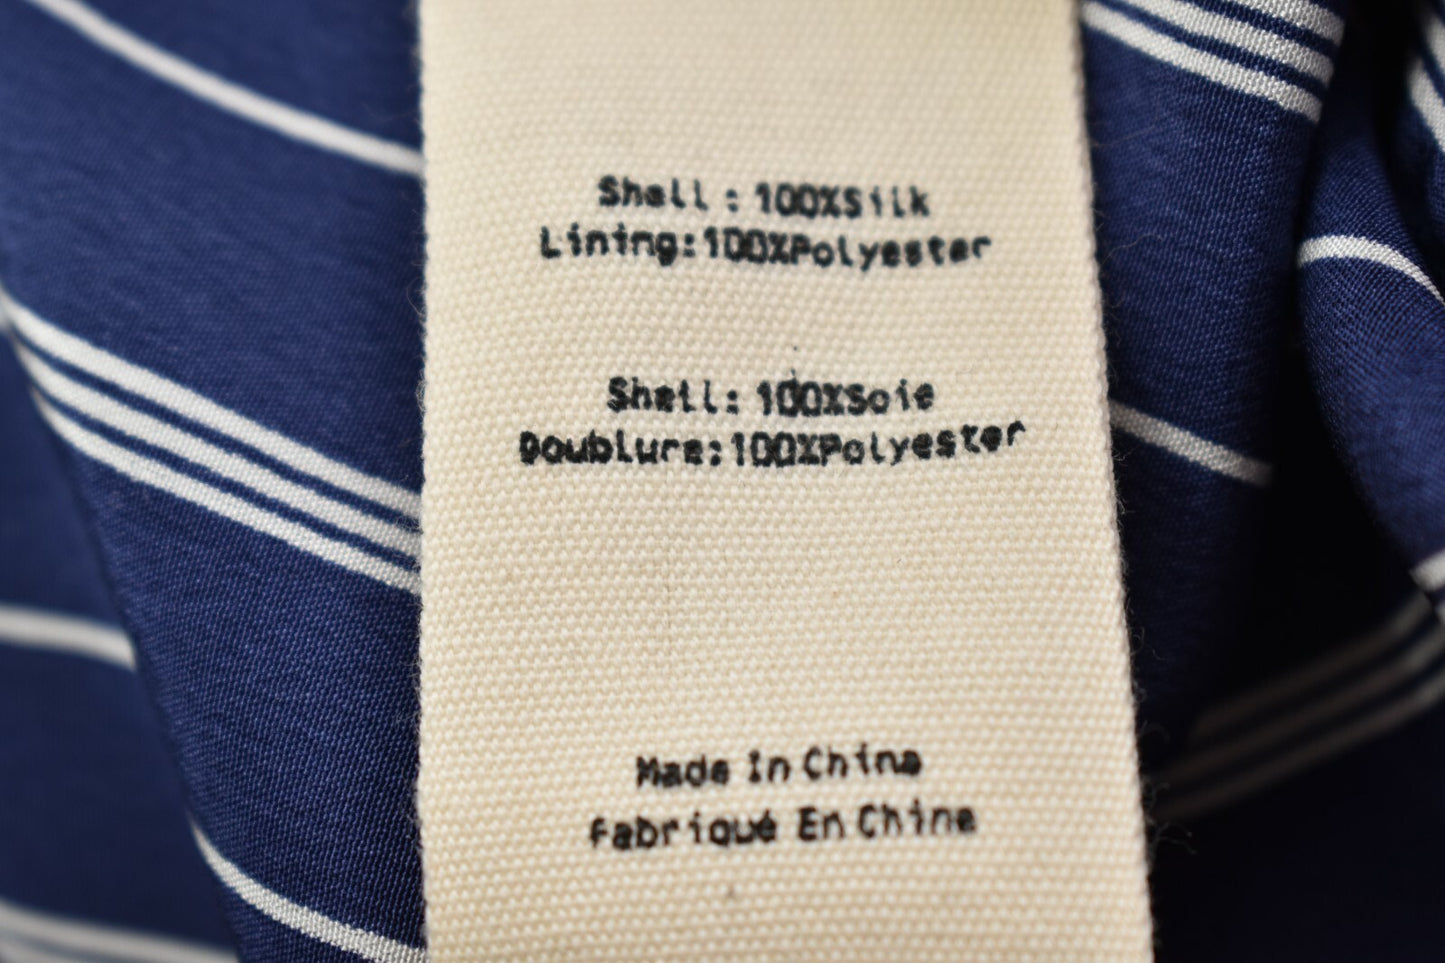 Shell : 100%Silk
Lining:100%Polyester
Shell: 100%Soie
Doublure:100%Polyester
Made In China
Fabriqué En Chine